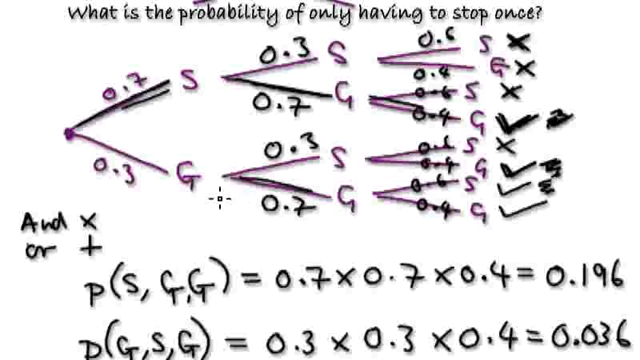 What is the probability of only having to stop once?
0.7 S 0.3 S 0.6 S ×
0.4 G ×
0.7 G 0.6 S ×
0.4 G ✓
0.3 G 0.3 S 0.6 S ×
0.4 G ✓
0.7 G 0.6 S ✓
0.4 G ✓
And ×
or +
P(S, G,G) = 0.7 × 0.7 × 0.4 = 0.196
P(G,S,G) = 0.3 × 0.3 × 0.4 = 0.036